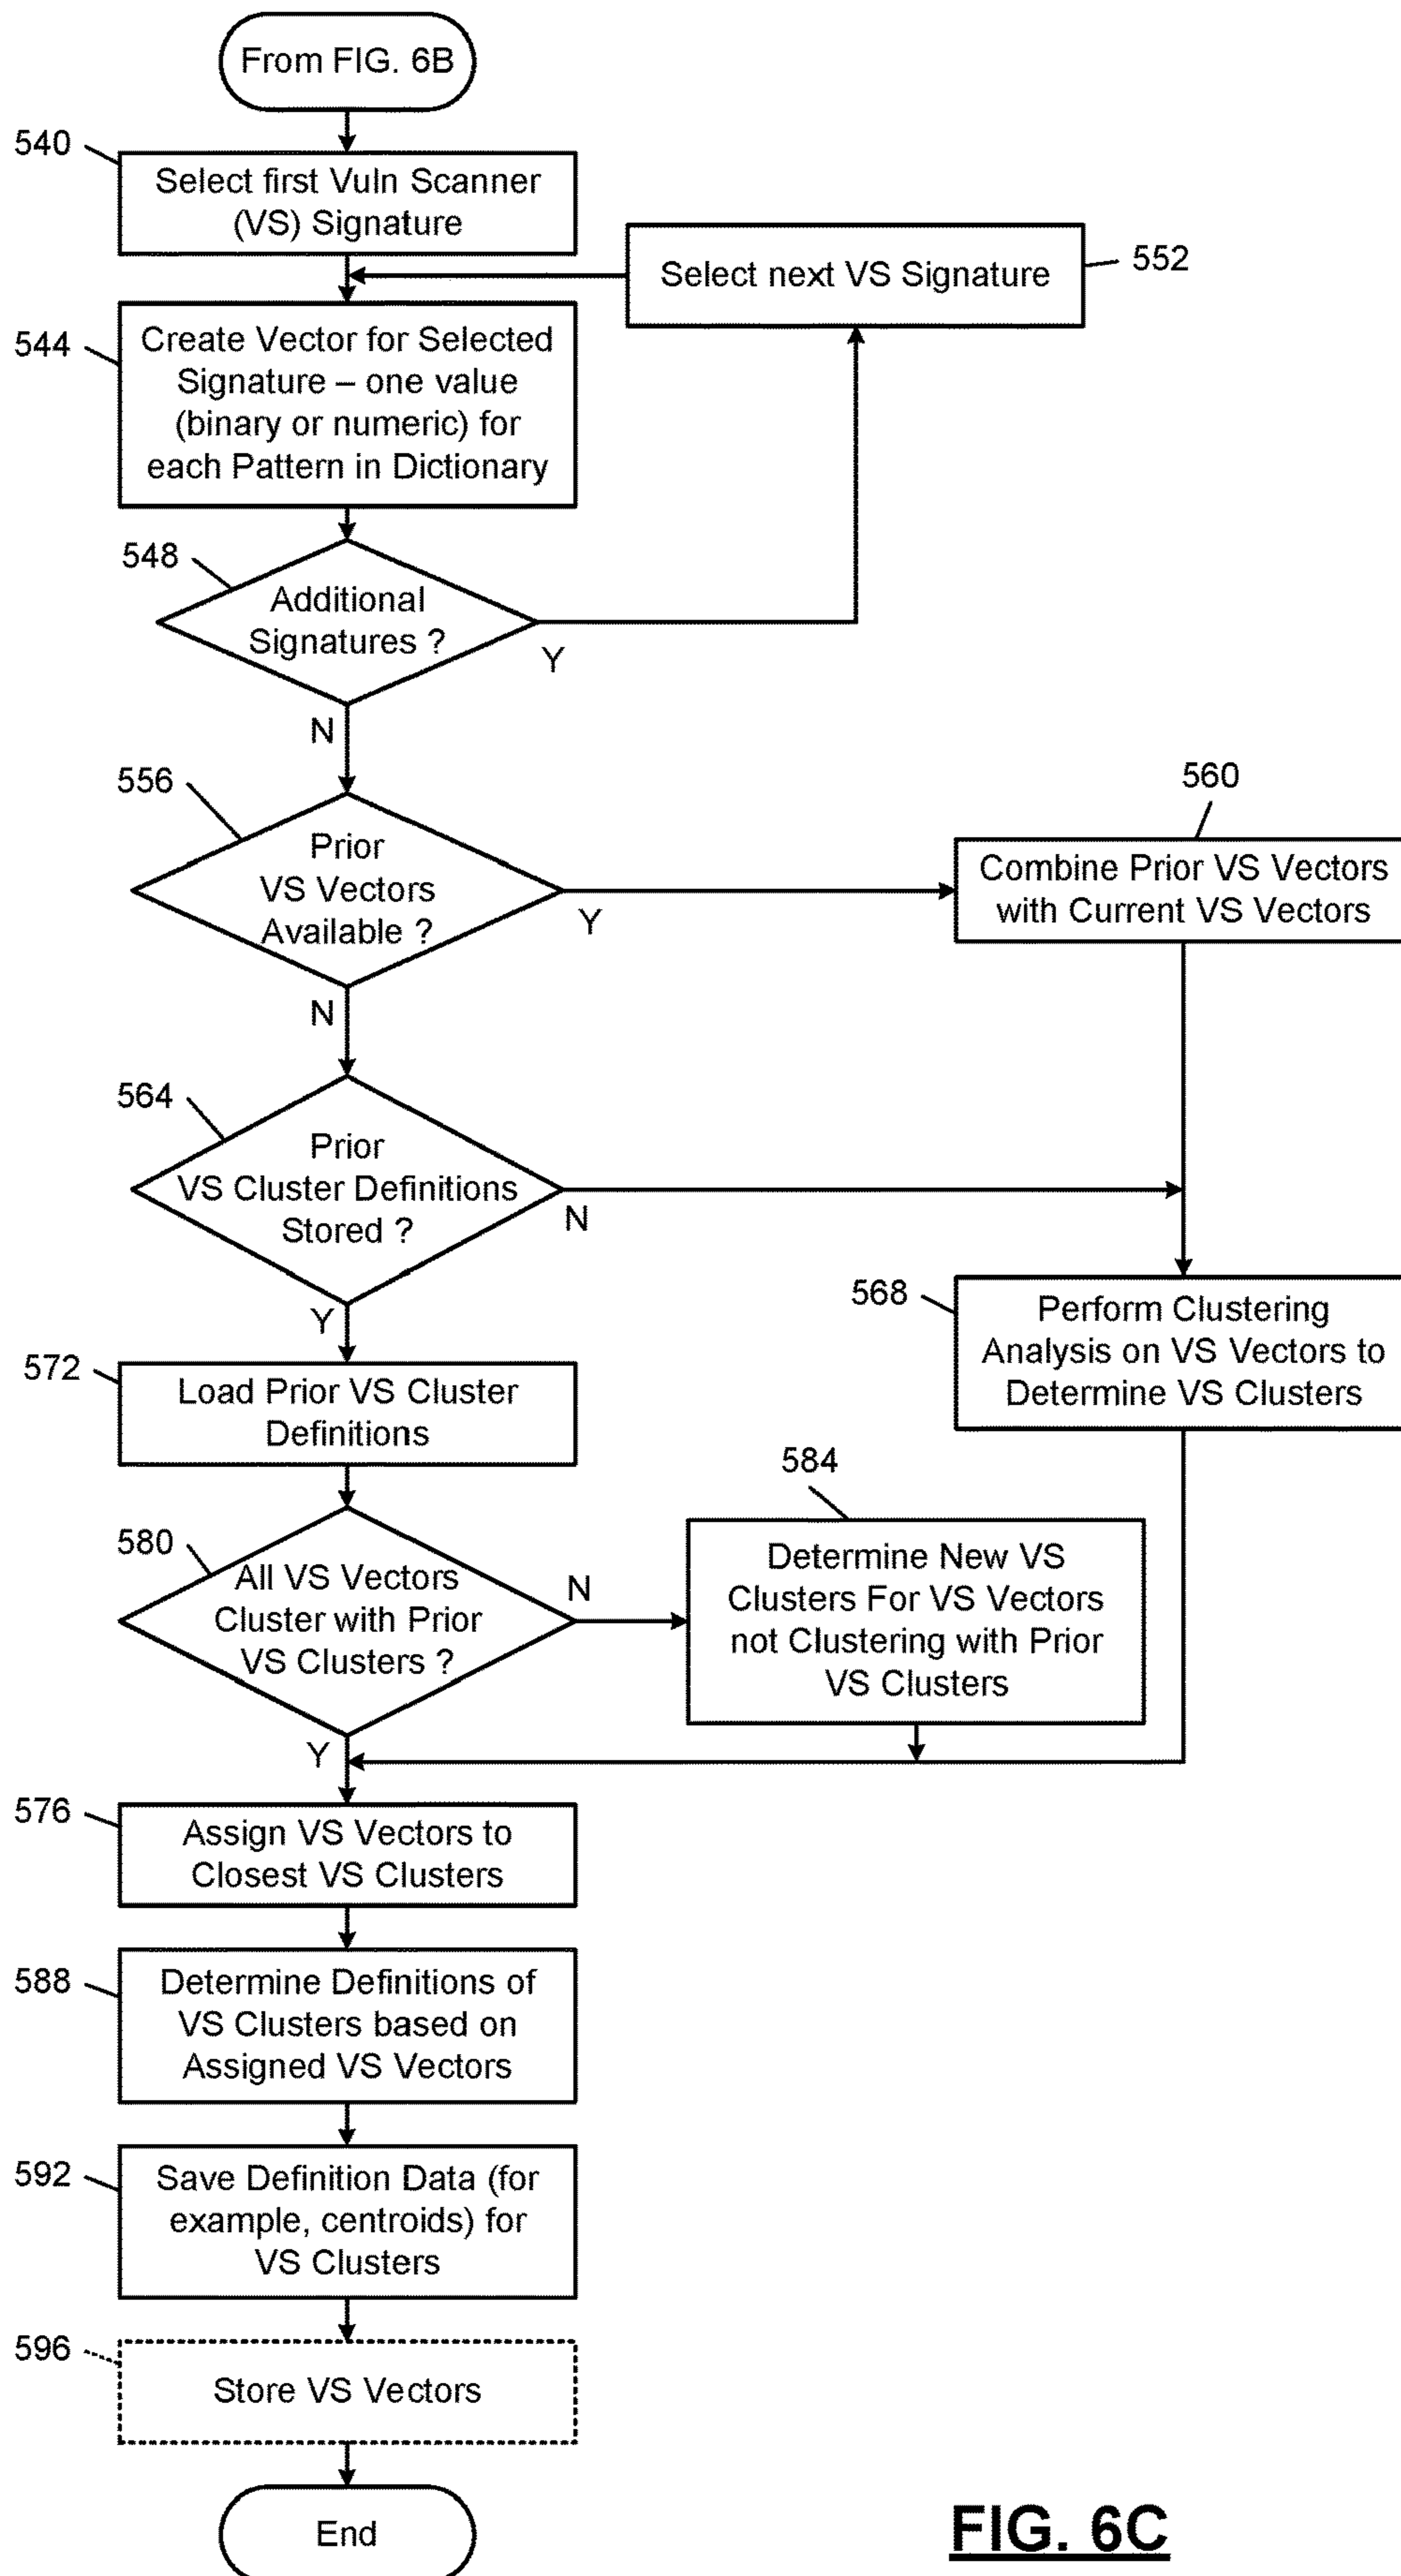 From FIG. 6B
540
Select first Vuln Scanner
(VS) Signature
Select next VS Signature
552
544
Create Vector for Selected
Signature – one value
(binary or numeric) for
each Pattern in Dictionary
548
Additional
Signatures ?
Y
N
556
Prior
VS Vectors
Available ?
Y
N
560
Combine Prior VS Vectors
with Current VS Vectors
564
Prior
VS Cluster Definitions
Stored ?
N
Y
568
Perform Clustering
Analysis on VS Vectors to
Determine VS Clusters
572
Load Prior VS Cluster
Definitions
580
All VS Vectors
Cluster with Prior
VS Clusters ?
N
Y
584
Determine New VS
Clusters For VS Vectors
not Clustering with Prior
VS Clusters
576
Assign VS Vectors to
Closest VS Clusters
588
Determine Definitions of
VS Clusters based on
Assigned VS Vectors
592
Save Definition Data (for
example, centroids) for
VS Clusters
596
Store VS Vectors
End
FIG. 6C